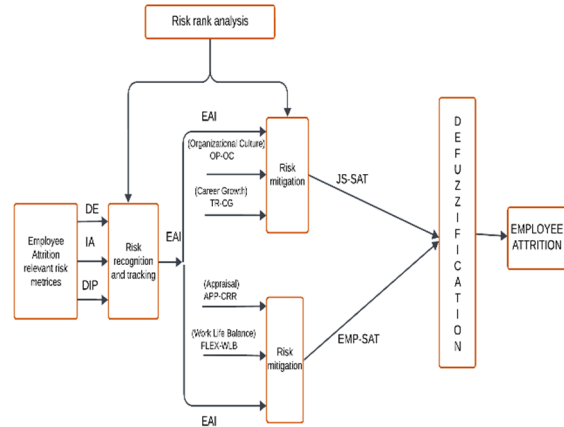 Risk rank analysis
EAI
(Organizational Culture)
OP-OC
(Career Growth)
TR-CG
Risk
mitigation
JS-SAT
DE
IA
DIP
Employee
Attrition
relevant risk
metrices
Risk
recognition
and tracking
EAI
(Appraisal)
APP-CRR
(Work Life Balance)
FLEX-WLB
EAI
Risk
mitigation
EMP-SAT
D
E
F
U
Z
Z
I
F
I
C
A
T
I
O
N
EMPLOYEE
ATTRITION